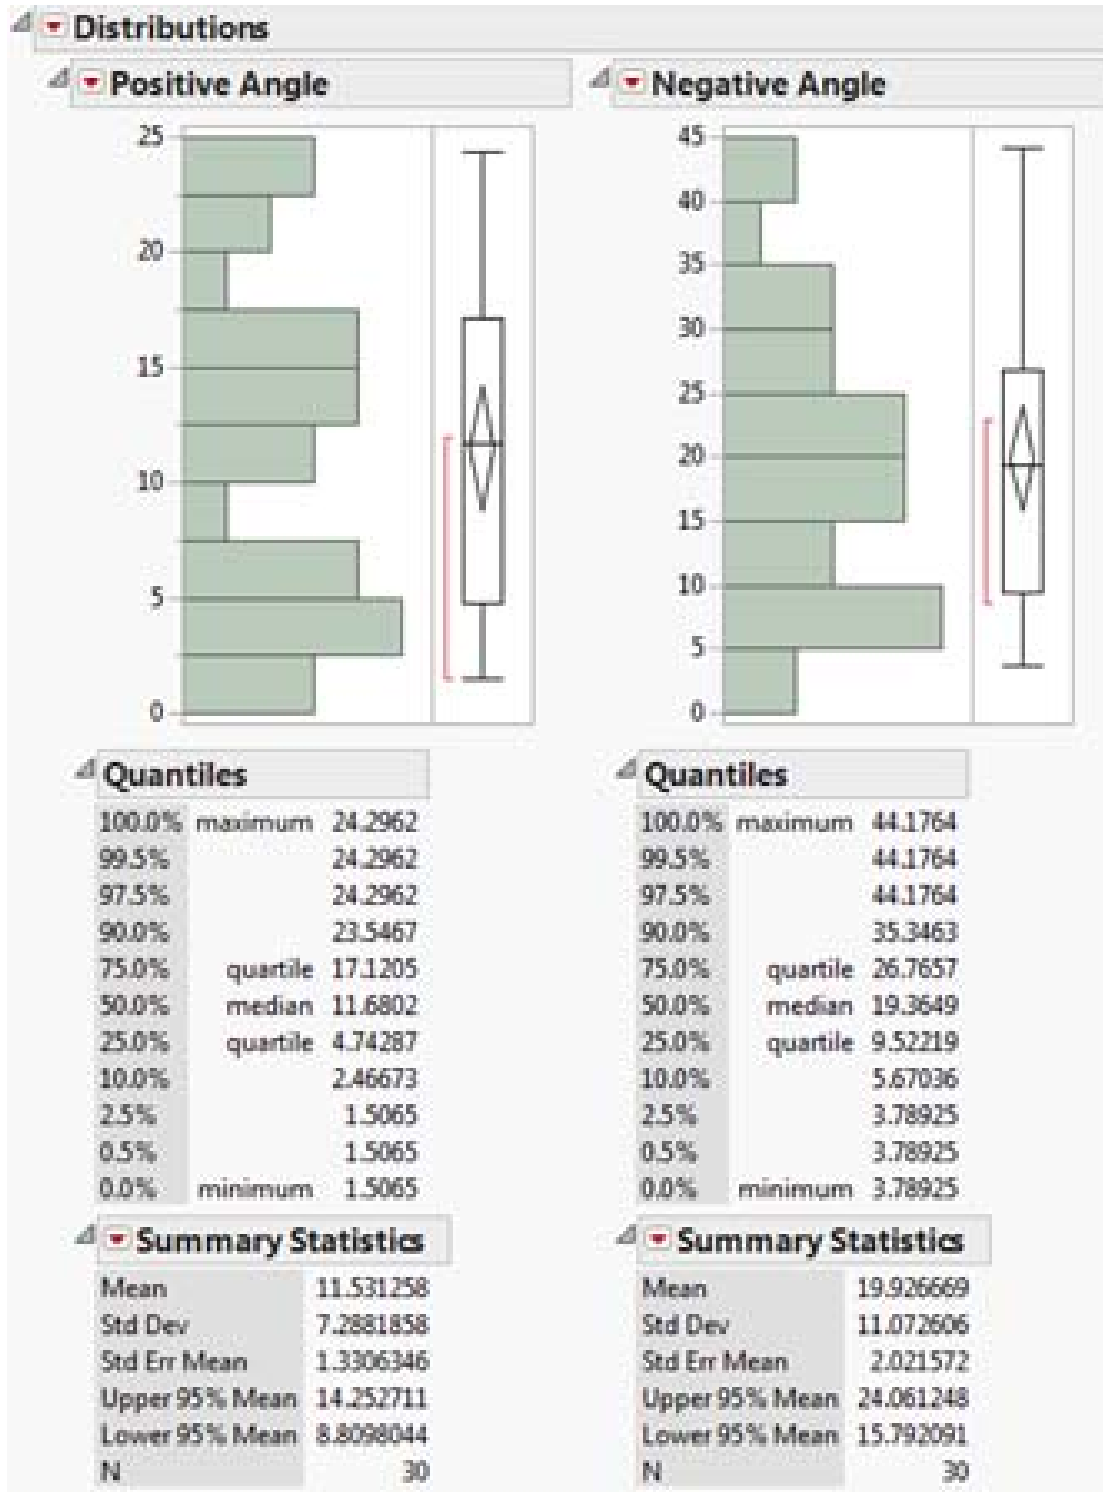 Distributions
Positive Angle
25
20
15
10
5
0
Quantiles
100.0% maximum 24.2962
99.5% 24.2962
97.5% 24.2962
90.0% 23.5467
75.0% quartile 17.1205
50.0% median 11.6802
25.0% quartile 4.74287
10.0% 2.46673
2.5% 1.5065
0.5% 1.5065
0.0% minimum 1.5065
Summary Statistics
Mean 11.531258
Std Dev 7.2881858
Std Err Mean 1.3306346
Upper 95% Mean 14.252711
Lower 95% Mean 8.8098044
N 30
Negative Angle
45
40
35
30
25
20
15
10
5
0
Quantiles
100.0% maximum 44.1764
99.5% 44.1764
97.5% 44.1764
90.0% 35.3463
75.0% quartile 26.7657
50.0% median 19.3649
25.0% quartile 9.52219
10.0% 5.67036
2.5% 3.78925
0.5% 3.78925
0.0% minimum 3.78925
Summary Statistics
Mean 19.926669
Std Dev 11.072606
Std Err Mean 2.021572
Upper 95% Mean 24.061248
Lower 95% Mean 15.792091
N 30